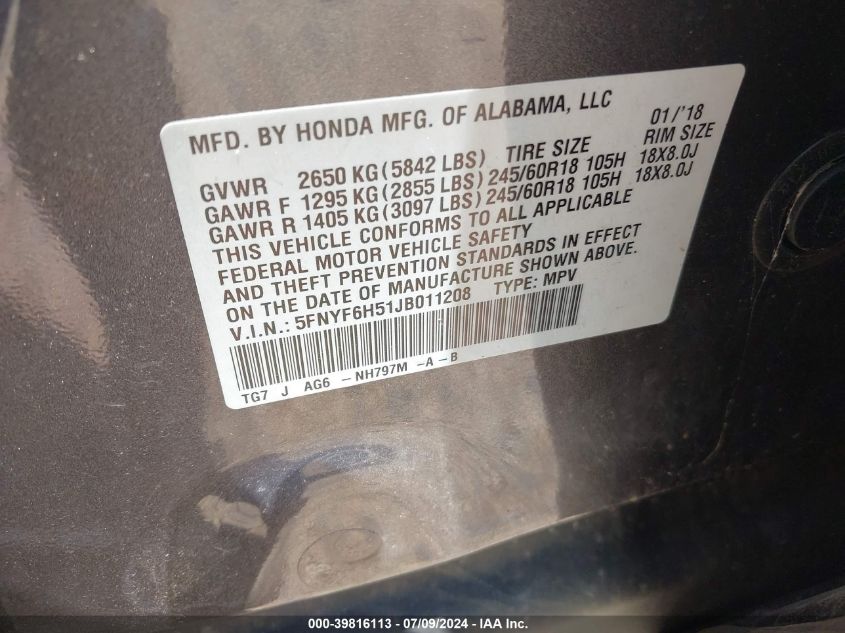 MFD. BY HONDA MFG. OF ALABAMA, LLC 01/'18
GVWR 2650 KG(5842 LBS) TIRE SIZE RIM SIZE
GAWR F 1295 KG(2855 LBS) 245/60R18 105H 18X8.0J
GAWR R 1405 KG(3097 LBS) 245/60R18 105H 18X8.0J
THIS VEHICLE CONFORMS TO ALL APPLICABLE
FEDERAL MOTOR VEHICLE SAFETY
AND THEFT PREVENTION STANDARDS IN EFFECT
ON THE DATE OF MANUFACTURE SHOWN ABOVE.
V.I.N.: 5FNYF6H51JB011208 TYPE: MPV
TG7 J AG6 -NH797M -A-B
000-39816113 - 07/09/2024 - IAA Inc.